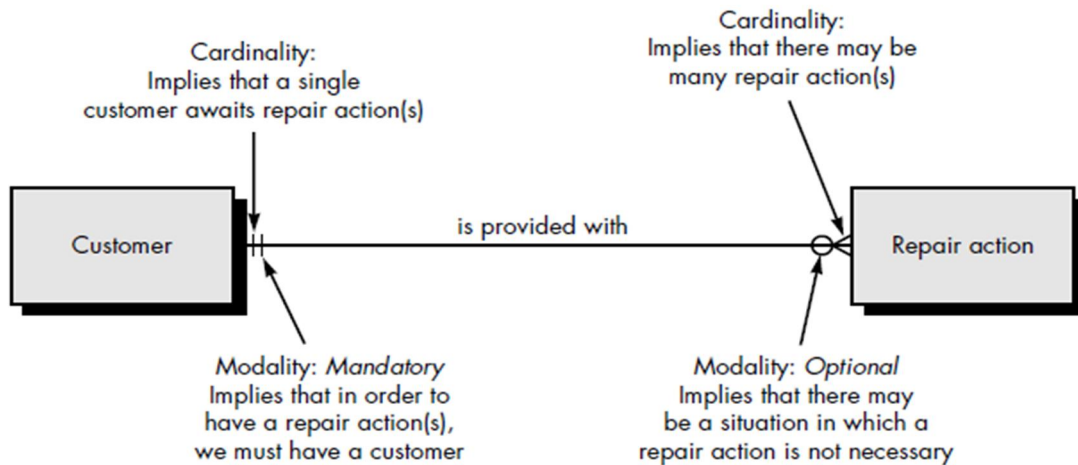 Cardinality:
Implies that a single
customer awaits repair action(s)
Cardinality:
Implies that there may be
many repair action(s)
Customer
is provided with
Repair action
Modality: Mandatory
Implies that in order to
have a repair action(s),
we must have a customer
Modality: Optional
Implies that there may
be a situation in which a
repair action is not necessary